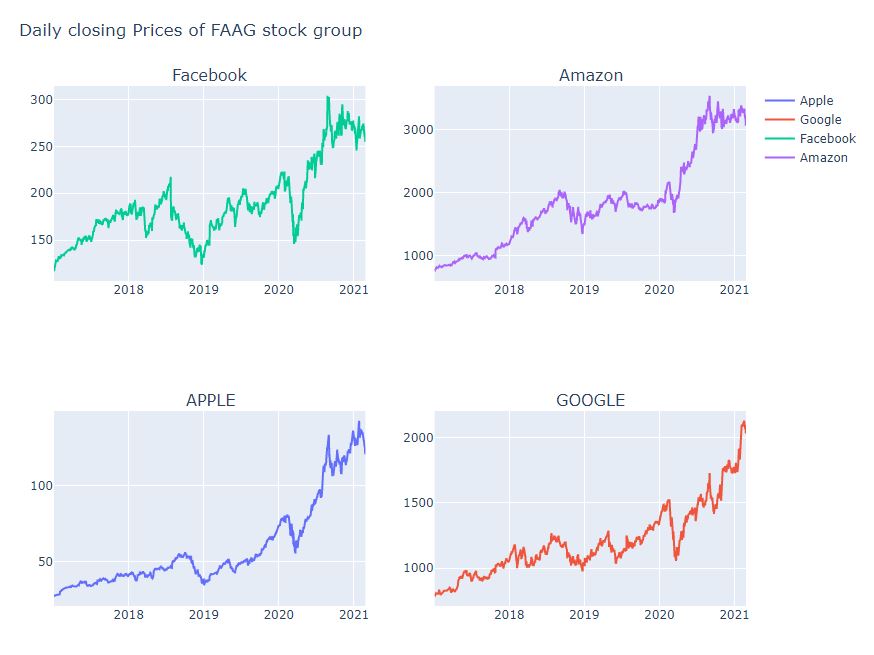 Daily closing Prices of FAAG stock group
Facebook
300
250
200
150
2018 2019 2020 2021
Amazon
3000
2000
1000
2018 2019 2020 2021
Apple
Google
Facebook
Amazon
APPLE
100
50
2018 2019 2020 2021
GOOGLE
2000
1500
1000
2018 2019 2020 2021